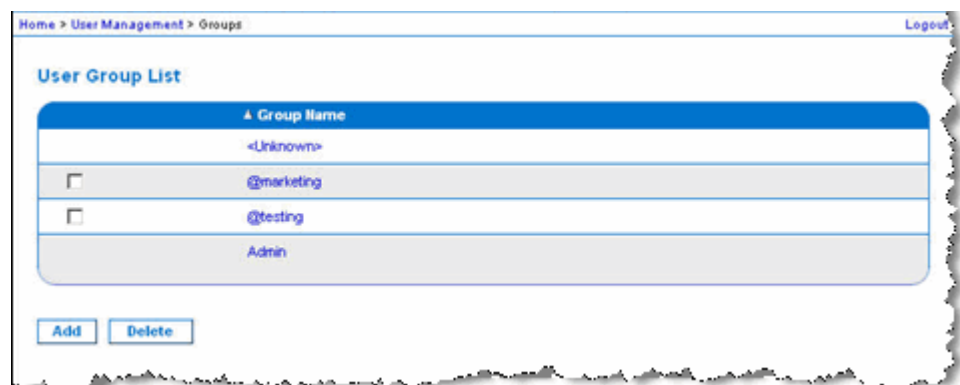 Home > User Management > Groups Logout
User Group List
▲ Group Name
<Unknown>
@marketing
@testing
Admin
Add Delete